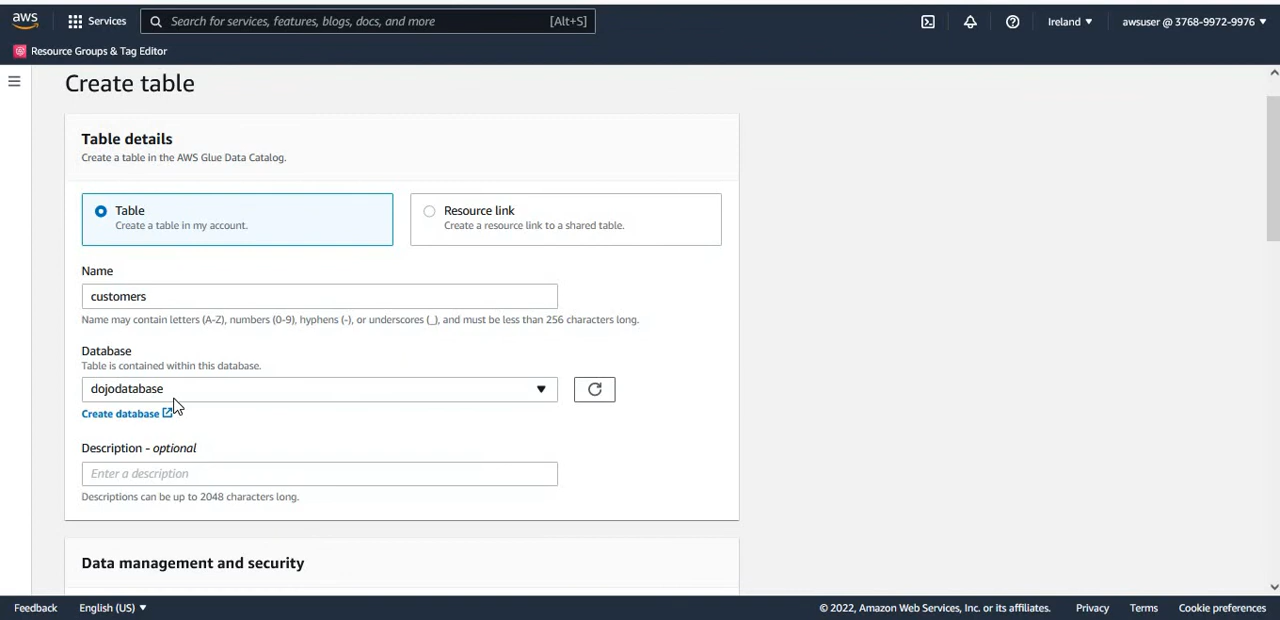 aws
Services
Search for services, features, blogs, docs, and more
[Alt+S]
Ireland
awsuser @ 3768-9972-9976
Resource Groups & Tag Editor
Create table
Table details
Create a table in the AWS Glue Data Catalog.
Table
Create a table in my account.
Resource link
Create a resource link to a shared table.
Name
customers
Name may contain letters (A-Z), numbers (0-9), hyphens (-), or underscores (_), and must be less than 256 characters long.
Database
Table is contained within this database.
dojodatabase
Create database
Description - optional
Enter a description
Descriptions can be up to 2048 characters long.
Data management and security
Feedback
English (US)
© 2022, Amazon Web Services, Inc. or its affiliates.
Privacy
Terms
Cookie preferences